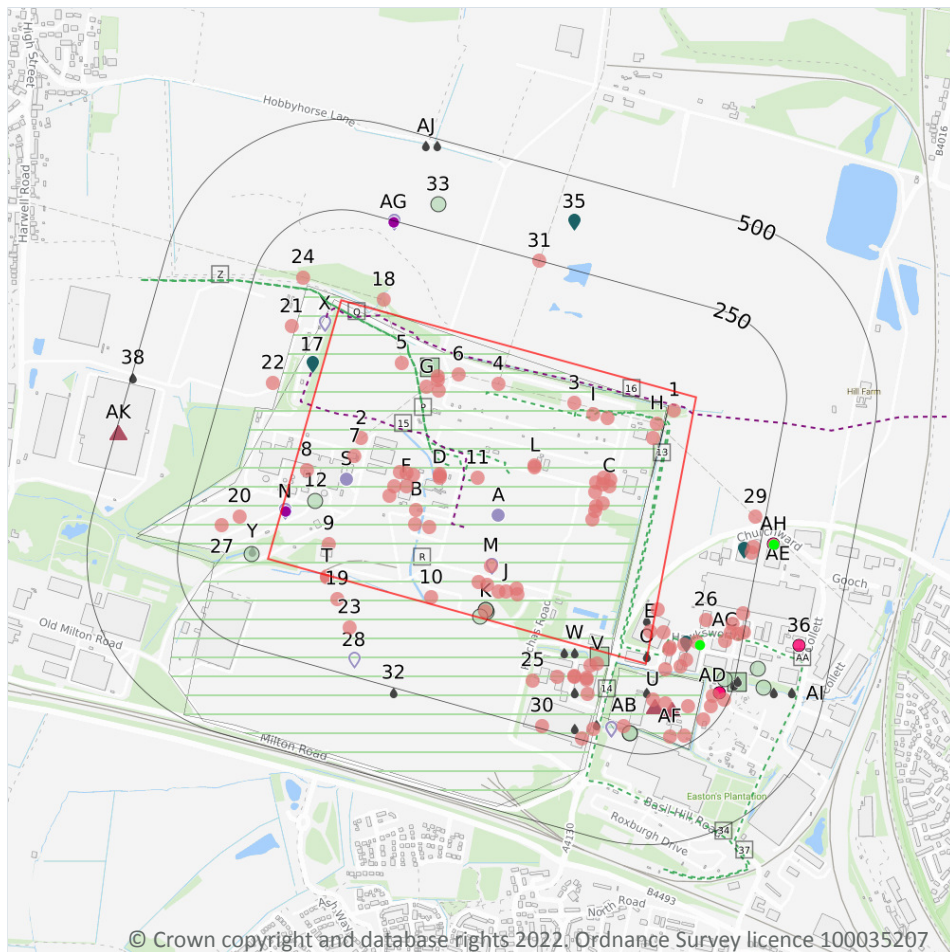 High Street
Hobbyhorse Lane
AJ
B4016
Harwell Road
33
AG
35
500
31
24
Z
18
250
X
Q
21
17
5
6
4
G
38
22
3
I
16
H
1
Hill Farm
AK
P
2
15
7
13
8
S
D
11
L
C
12
B
A
N
20
29
AH
Churchward
AE
27
Y
9
R
M
T
Gooch
19
10
K
J
23
E
26
AC
Old Milton Road
28
W
V
O
36
Collett
AA
25
32
14
U
AD
AI
Collett
30
AB
AF
Milton Road
Easton's Plantation
Basil Hill Road
34
Roxburgh Drive
37
A4130
B4493
North Road
Ash Way
© Crown copyright and database rights 2022. Ordnance Survey licence 100035207